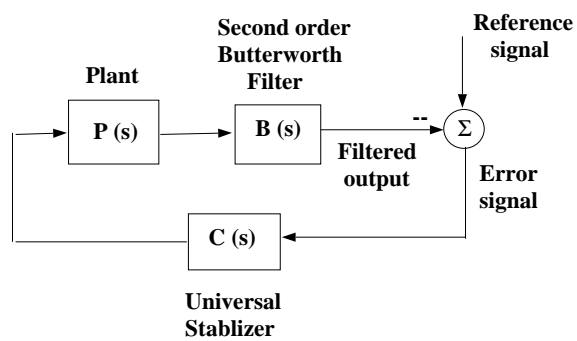 Second order
Butterworth
Filter
Reference
signal
Plant
P (s)
B (s)
--
Σ
Filtered
output
Error
signal
C (s)
Universal
Stablizer